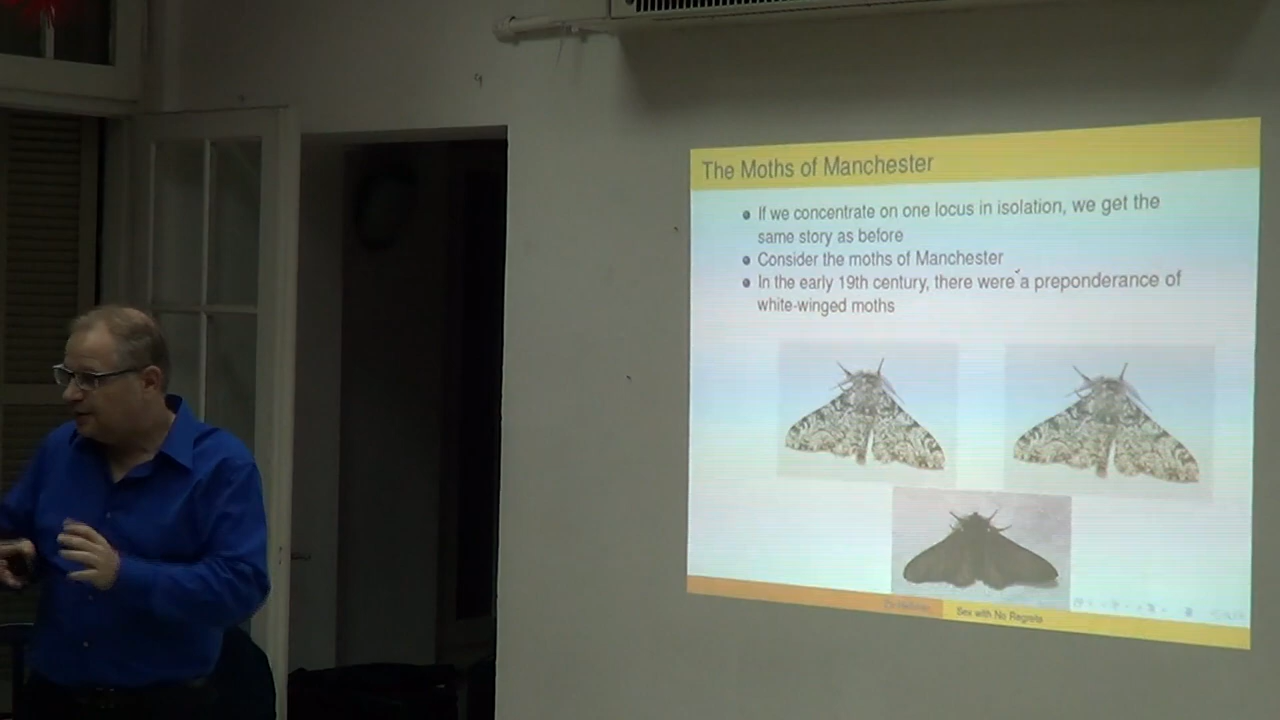 The Moths of Manchester
If we concentrate on one locus in isolation, we get the
same story as before
Consider the moths of Manchester
In the early 19th century, there were a preponderance of
white-winged moths
Sex with No Regrets